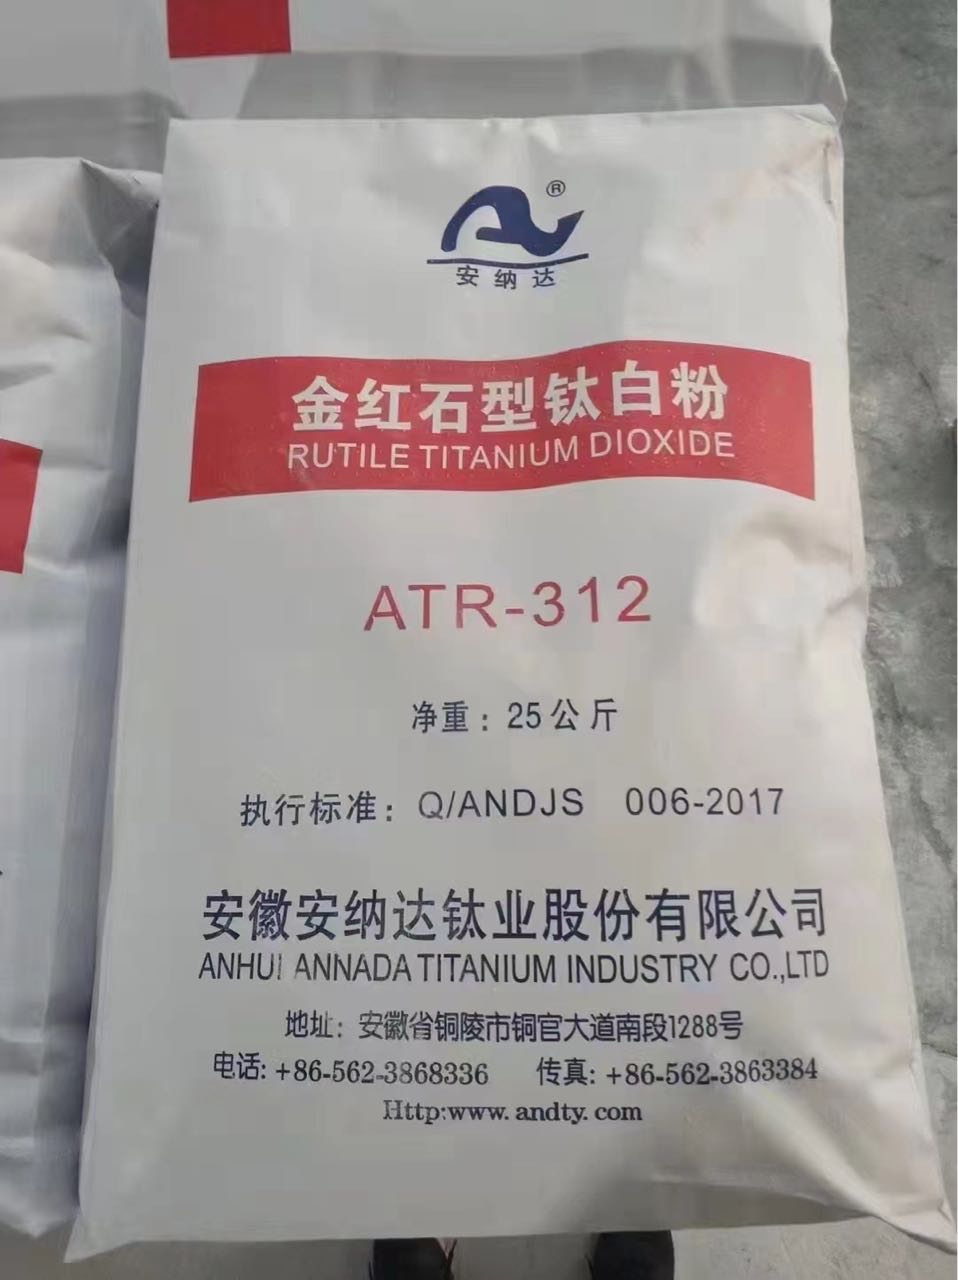 ®
安纳达
金红石型钛白粉
RUTILE TITANIUM DIOXIDE
ATR-312
净重：25公斤
执行标准：Q/ANDJS 006-2017
安徽安纳达钛业股份有限公司
ANHUI ANNADA TITANIUM INDUSTRY CO.,LTD
地址：安徽省铜陵市铜官大道南段1288号
电话:+86-562-3868336 传真:+86-562-3863384
Http:www.andty.com